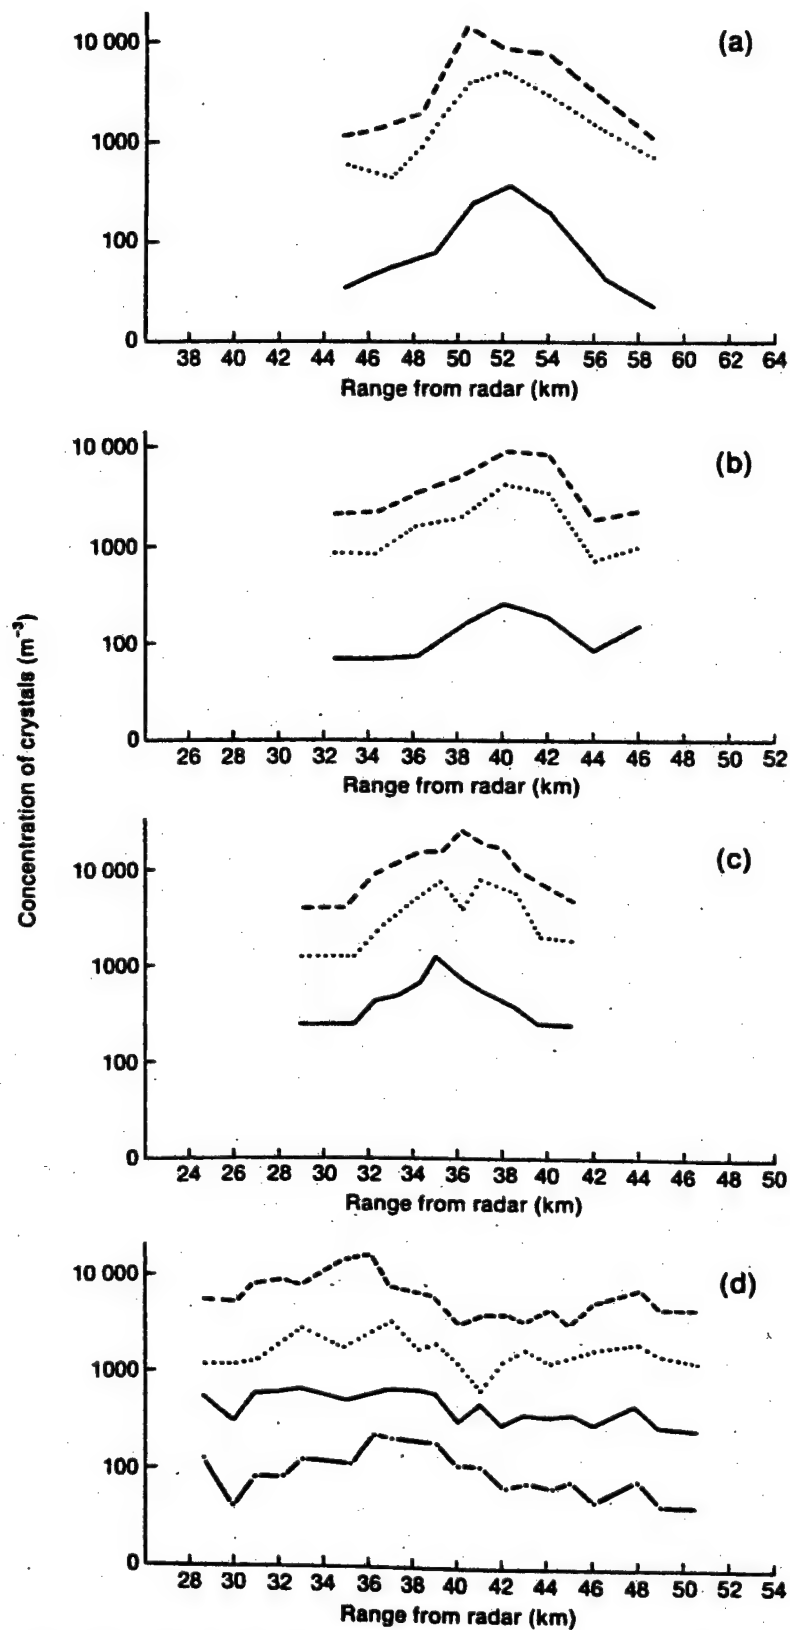 Concentration of crystals (m⁻³)
(a)
10 000
1000
100
0
38 40 42 44 46 48 50 52 54 56 58 60 62 64
Range from radar (km)
(b)
10 000
1000
100
0
26 28 30 32 34 36 38 40 42 44 46 48 50 52
Range from radar (km)
(c)
10 000
1000
100
0
24 26 28 30 32 34 36 38 40 42 44 46 48 50
Range from radar (km)
(d)
10 000
1000
100
0
28 30 32 34 36 38 40 42 44 46 48 50 52 54
Range from radar (km)